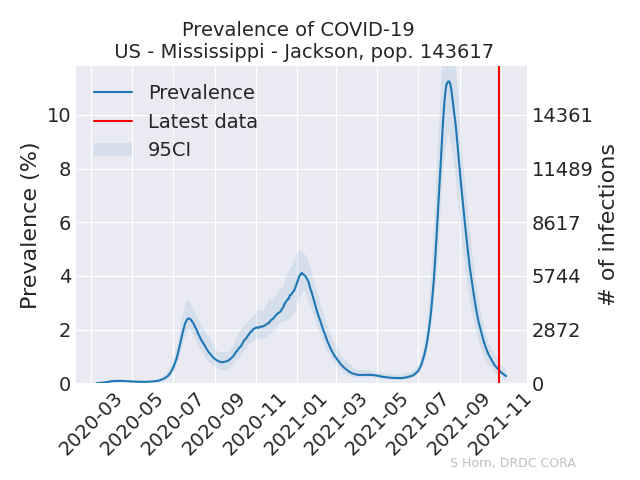 Prevalence of COVID-19
US - Mississippi - Jackson, pop. 143617
Prevalence
Latest data
95CI
Prevalence (%)
10
8
6
4
2
0
14361
11489
8617
5744
2872
0
# of infections
2020-03
2020-05
2020-07
2020-09
2020-11
2021-01
2021-03
2021-05
2021-07
2021-09
2021-11
S Horn, DRDC CORA